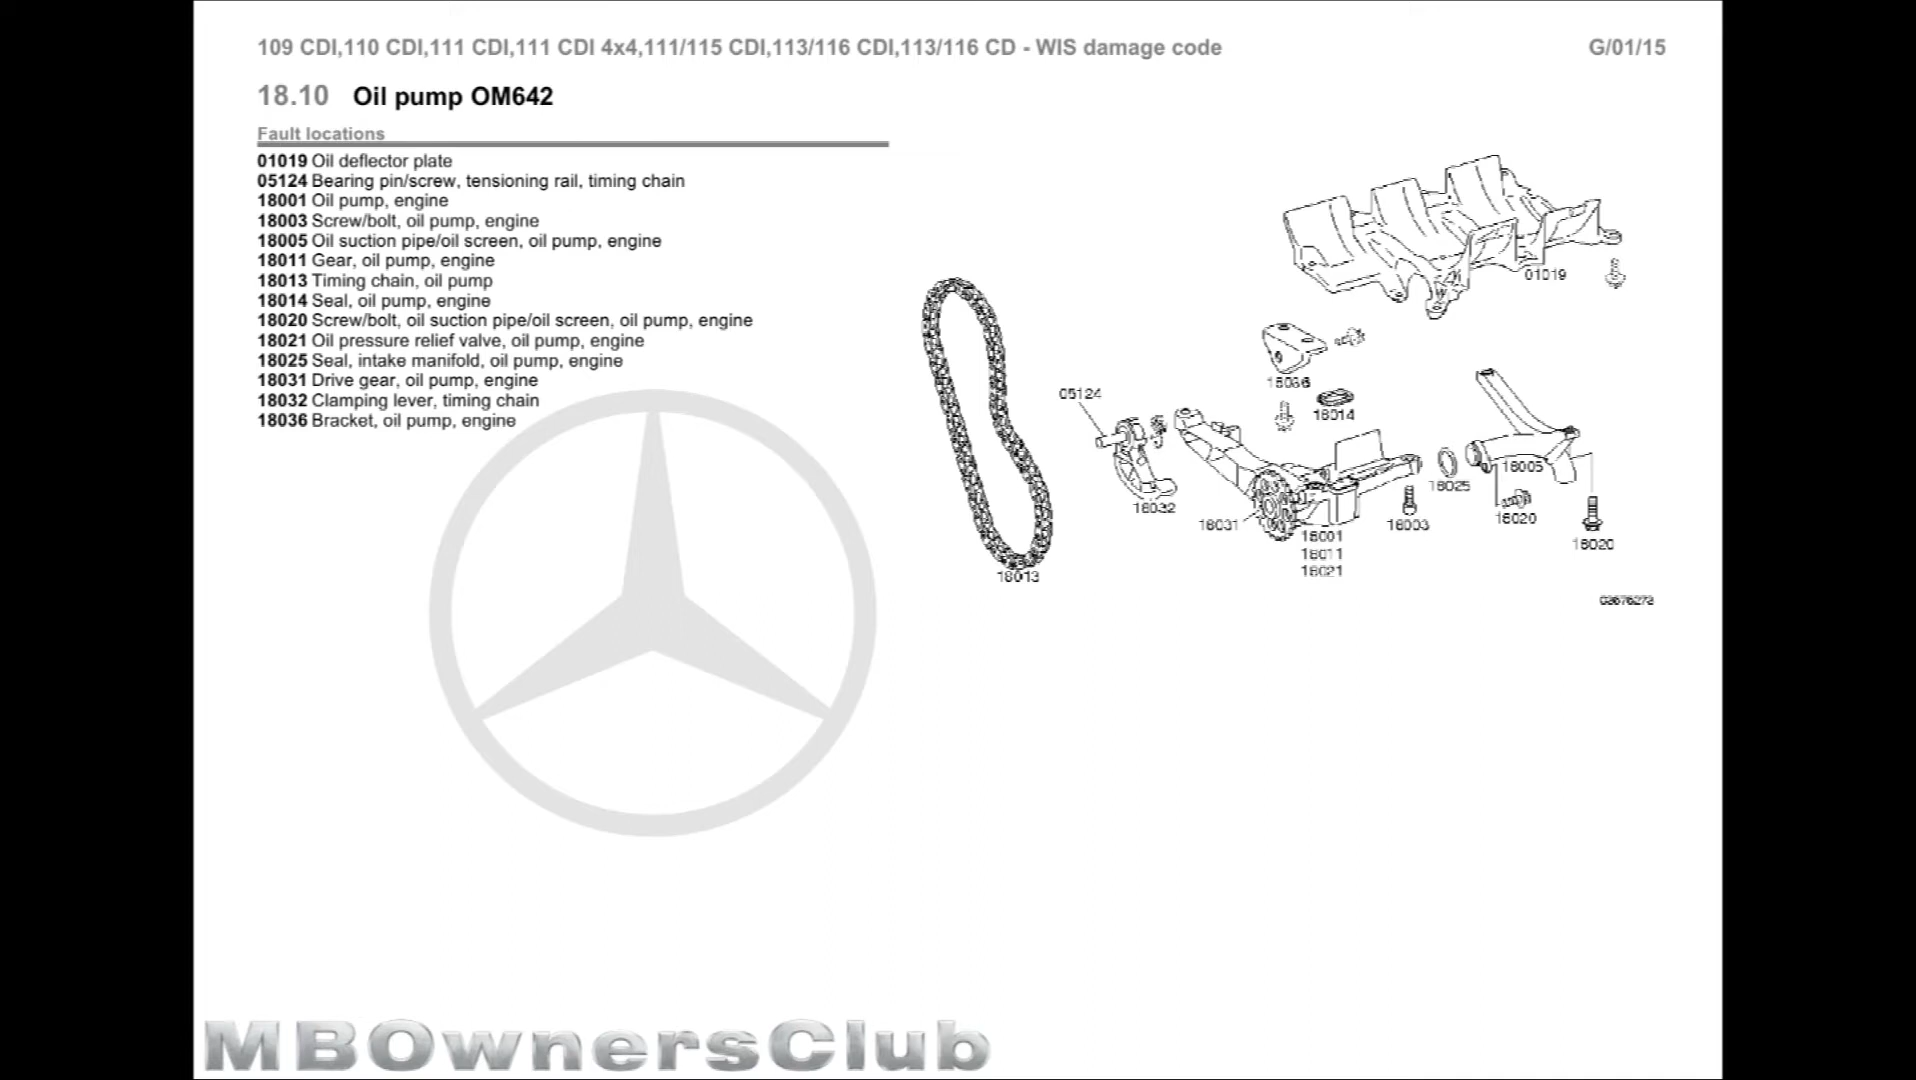 109 CDI,110 CDI,111 CDI,111 CDI 4x4,111/115 CDI,113/116 CDI,113/116 CD - WIS damage code G/01/15
18.10 Oil pump OM642
Fault locations
01019 Oil deflector plate
05124 Bearing pin/screw, tensioning rail, timing chain
18001 Oil pump, engine
18003 Screw/bolt, oil pump, engine
18005 Oil suction pipe/oil screen, oil pump, engine
18011 Gear, oil pump, engine
18013 Timing chain, oil pump
18014 Seal, oil pump, engine
18020 Screw/bolt, oil suction pipe/oil screen, oil pump, engine
18021 Oil pressure relief valve, oil pump, engine
18025 Seal, intake manifold, oil pump, engine
18031 Drive gear, oil pump, engine
18032 Clamping lever, timing chain
18036 Bracket, oil pump, engine
01019
18036
05124
18014
18005
18025
18032
18020
18031
18003
18001
18020
18011
18021
18013
MBOwnersClub